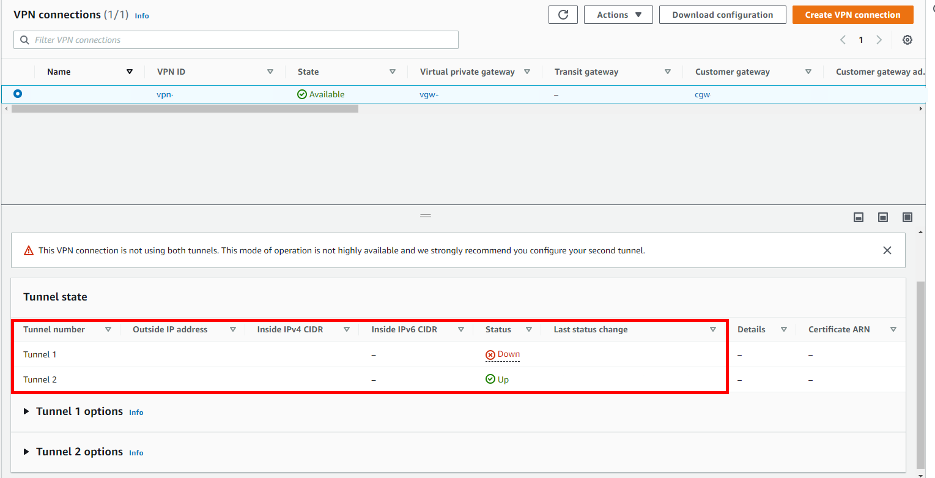 VPN connections (1/1) Info
Actions
Download configuration
Create VPN connection
Filter VPN connections
1
Name VPN ID State Virtual private gateway Transit gateway Customer gateway Customer gateway ad.
vpn- Available vgw- – cgw
This VPN connection is not using both tunnels. This mode of operation is not highly available and we strongly recommend you configure your second tunnel.
Tunnel state
Tunnel number Outside IP address Inside IPv4 CIDR Inside IPv6 CIDR Status Last status change Details Certificate ARN
Tunnel 1 – Down – –
Tunnel 2 – Up – –
Tunnel 1 options Info
Tunnel 2 options Info